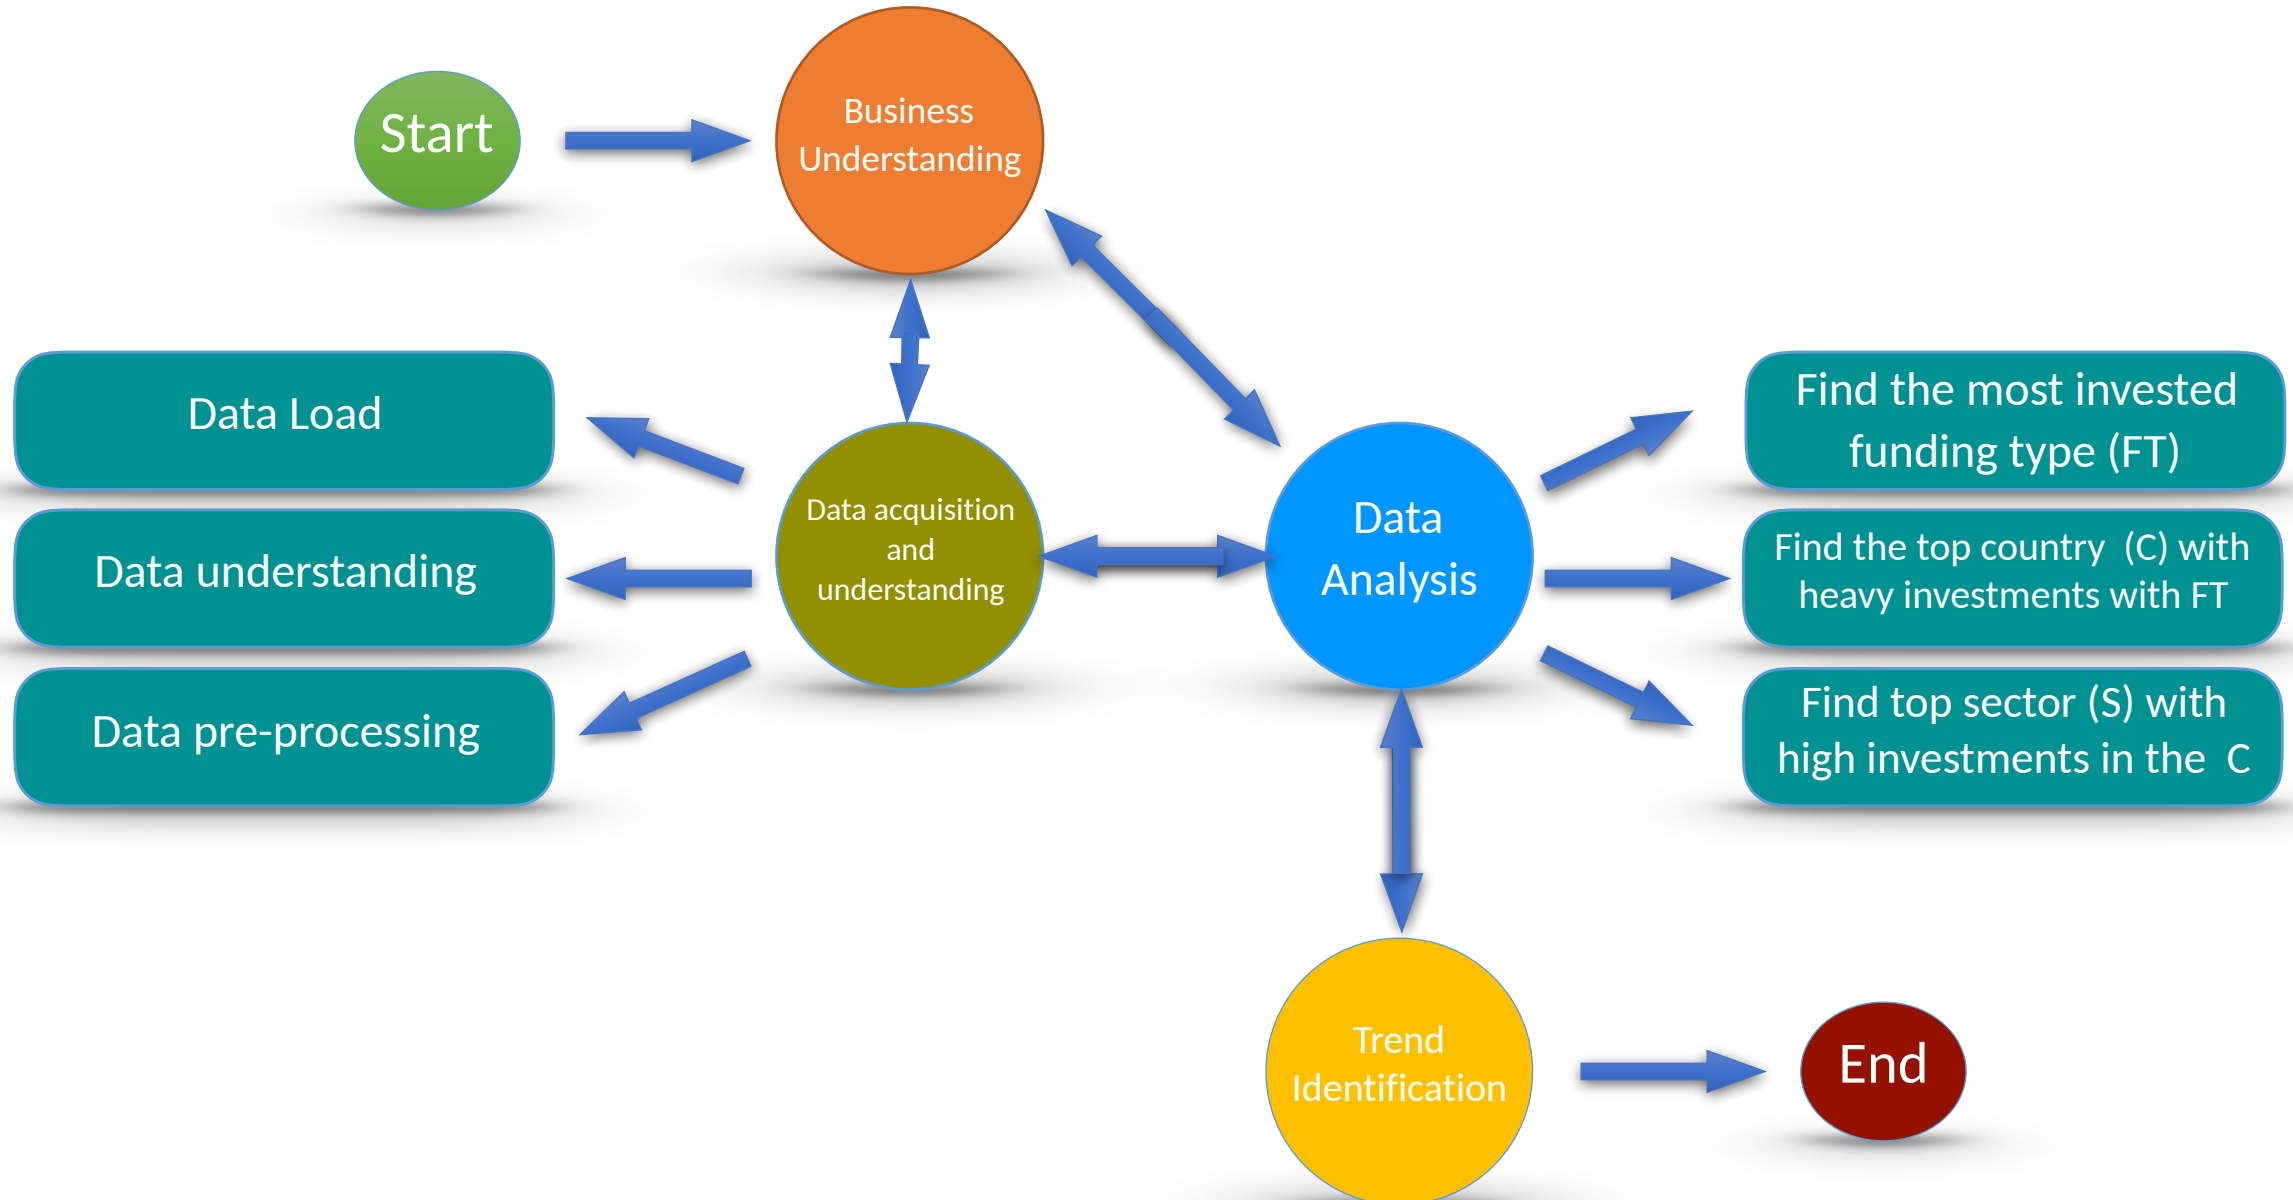 Start
Business
Understanding
Data Load
Data understanding
Data pre-processing
Data acquisition
and
understanding
Data
Analysis
Find the most invested
funding type (FT)
Find the top country  (C) with
heavy investments with FT
Find top sector (S) with
high investments in the  C
Trend
Identification
End